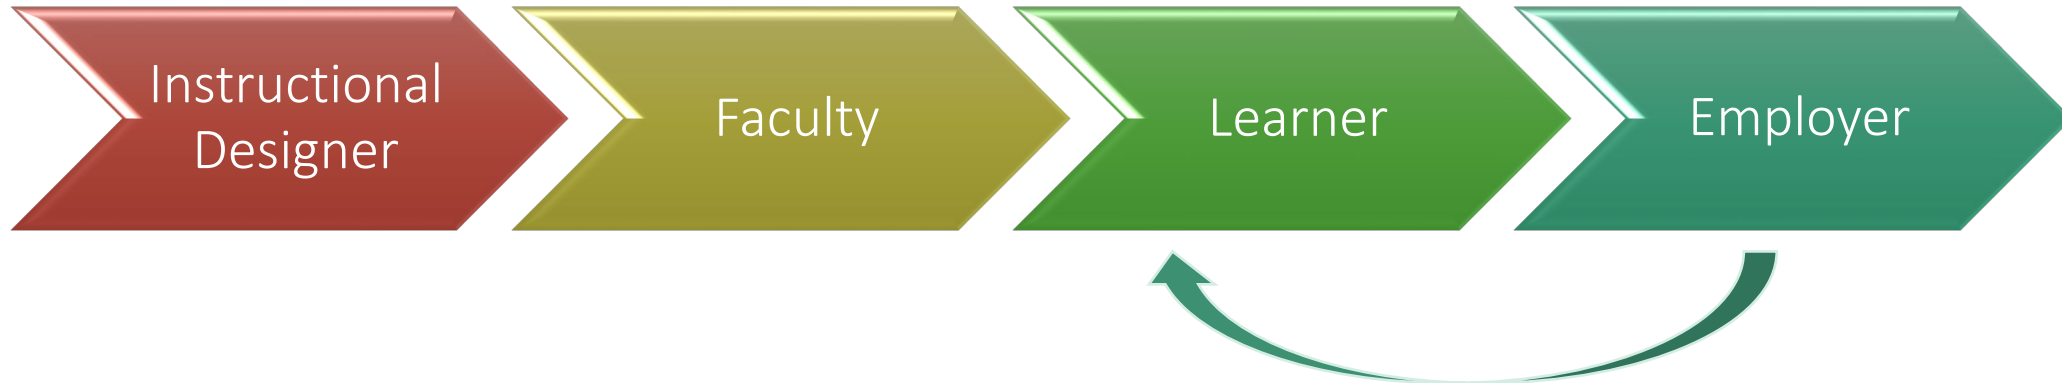 Instructional
Designer
Faculty
Learner
Employer